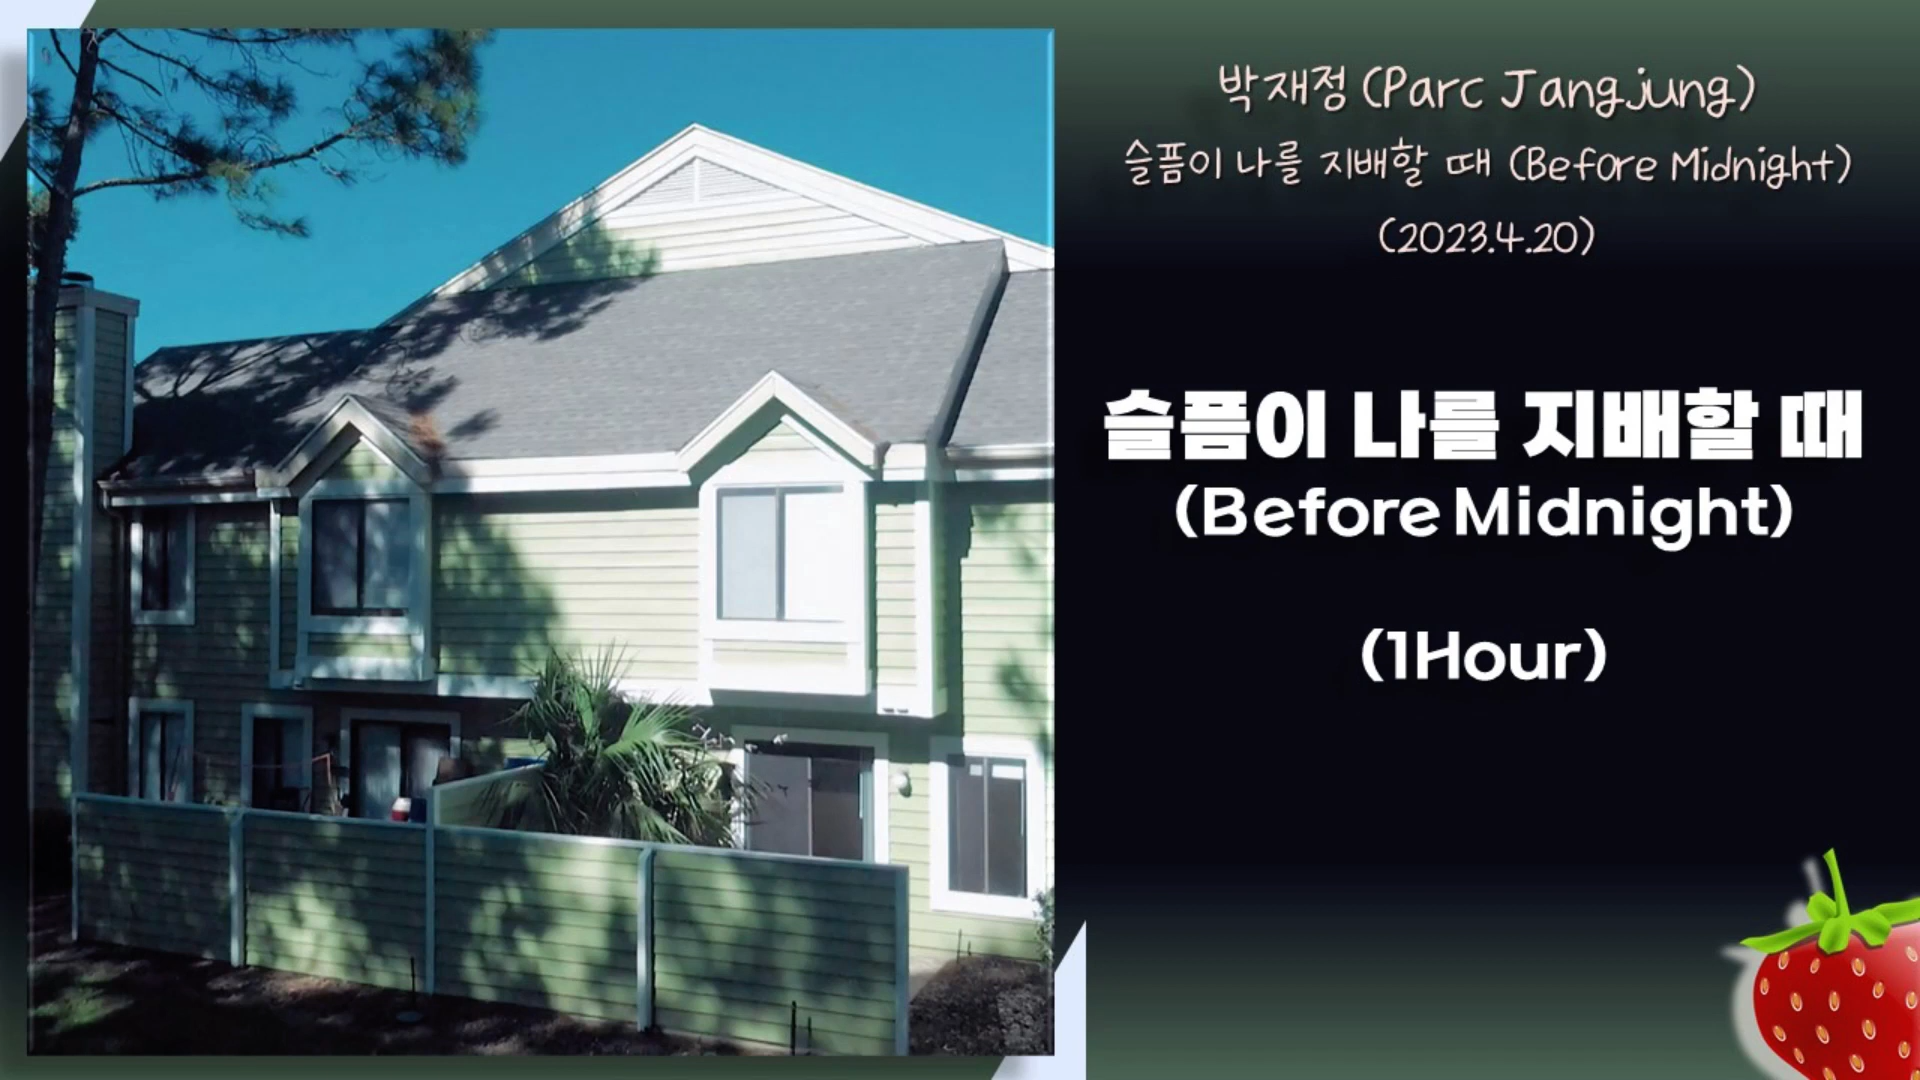 박재정 (Parc Jangjung)
슬픔이 나를 지배할 때 (Before Midnight)
(2023.4.20)
슬픔이 나를 지배할 때
(Before Midnight)
(1Hour)